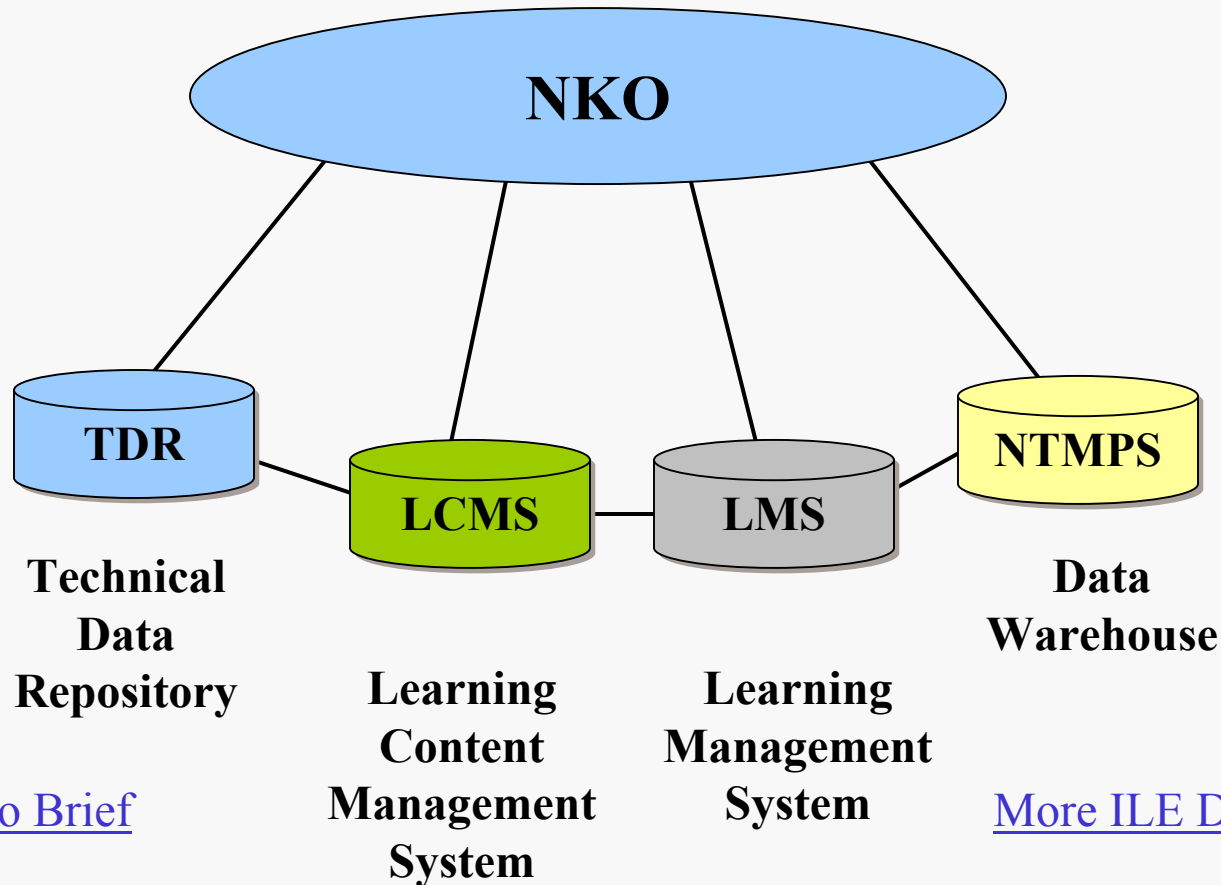 NKO
TDR
LCMS
LMS
NTMPS
Technical
Data
Repository
Learning
Content
Management
System
Learning
Management
System
Data
Warehouse
o Brief
More ILE D